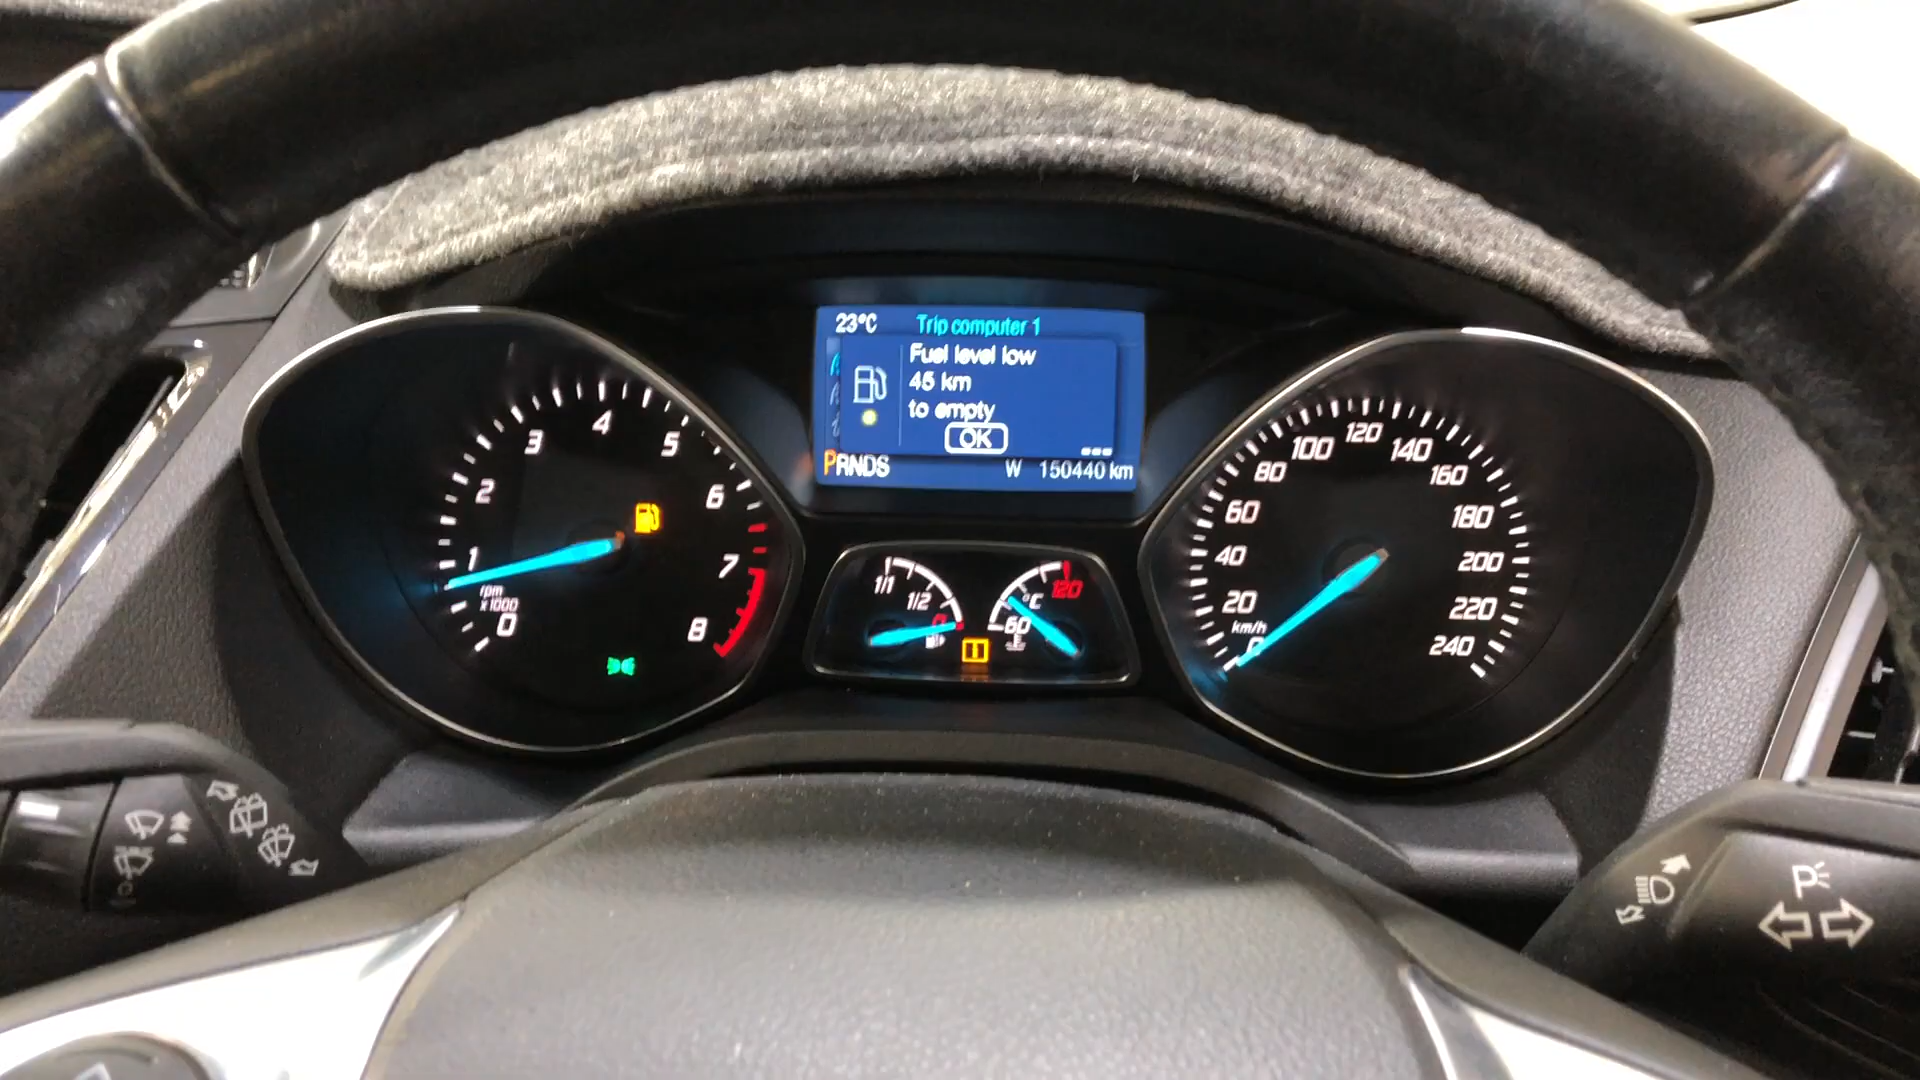 23°C Trip computer 1
Fuel level low
45 km
to empty
OK
PRNDS W 150440 km
0 1 2 3 4 5 6 7 8
rpm
x1000
1/1
1/2
0
°C
60
120
0 20 40 60 80 100 120 140 160 180 200 220 240
km/h
P